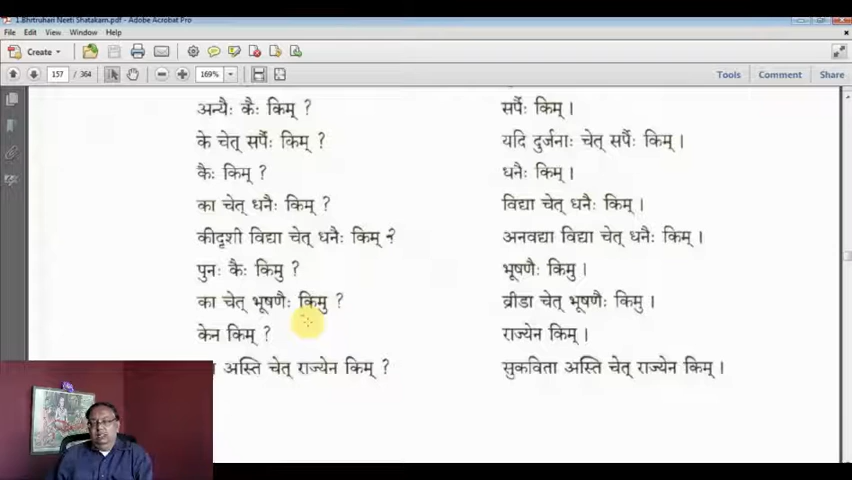 1.Bhrtruhari Neeti Shatakam.pdf - Adobe Acrobat Pro
File Edit View Window Help
Create
157 / 364 169% Tools Comment Share
अन्यैः कैः किम् ? सर्पैः किम् ।
के चेत् सर्पैः किम् ? यदि दुर्जनाः चेत् सर्पैः किम् ।
कैः किम् ? धनैः किम् ।
का चेत् धनैः किम् ? विद्या चेत् धनैः किम् ।
कीदृशी विद्या चेत् धनैः किम् ? अनवद्या विद्या चेत् धनैः किम् ।
पुनः कैः किमु ? भूषणैः किमु ।
का चेत् भूषणैः किमु ? व्रीडा चेत् भूषणैः किमु ।
केन किम् ? राज्येन किम् ।
अस्ति चेत् राज्येन किम् ? सुकविता अस्ति चेत् राज्येन किम् ।